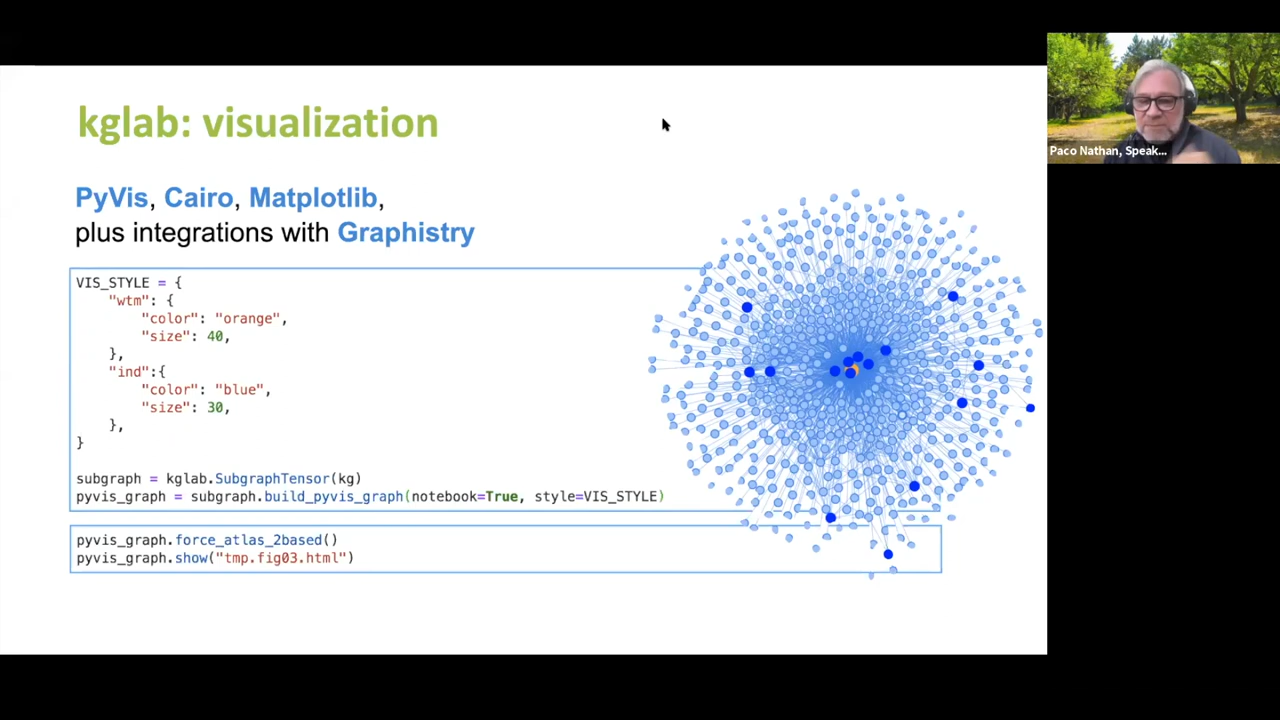 kglab: visualization
PyVis, Cairo, Matplotlib,
plus integrations with Graphistry
VIS_STYLE = {
    "wtm": {
        "color": "orange",
        "size": 40,
    },
    "ind":{
        "color": "blue",
        "size": 30,
    },
}
subgraph = kglab.SubgraphTensor(kg)
pyvis_graph = subgraph.build_pyvis_graph(notebook=True, style=VIS_STYLE)
pyvis_graph.force_atlas_2based()
pyvis_graph.show("tmp.fig03.html")
Paco Nathan, Speak...